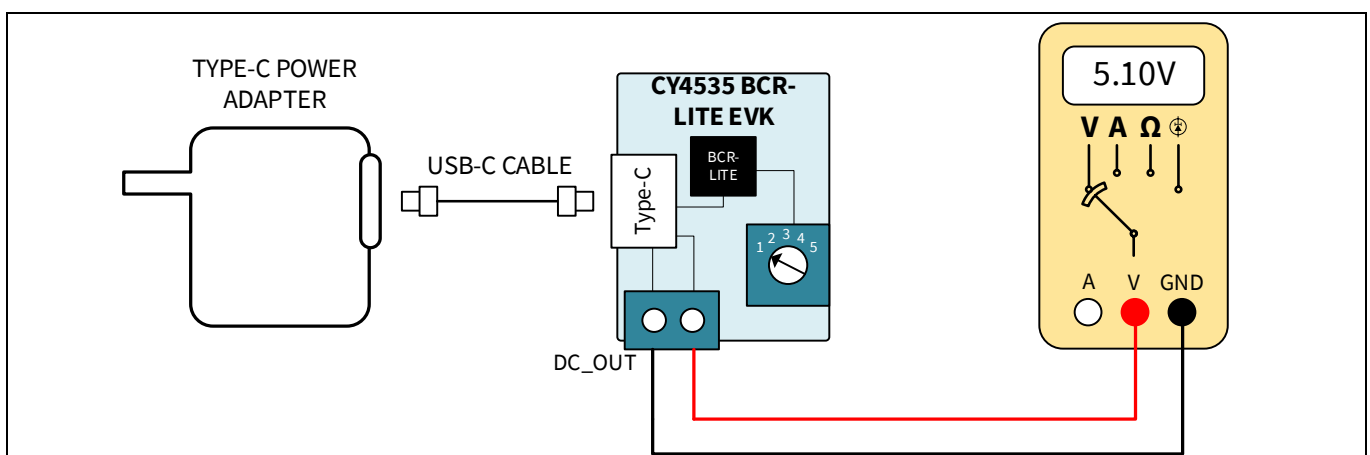 TYPE-C POWER
ADAPTER
USB-C CABLE
CY4535 BCR-
LITE EVK
BCR-
LITE
Type-C
1 2 3 4 5
DC_OUT
5.10V
V A Ω
A V GND